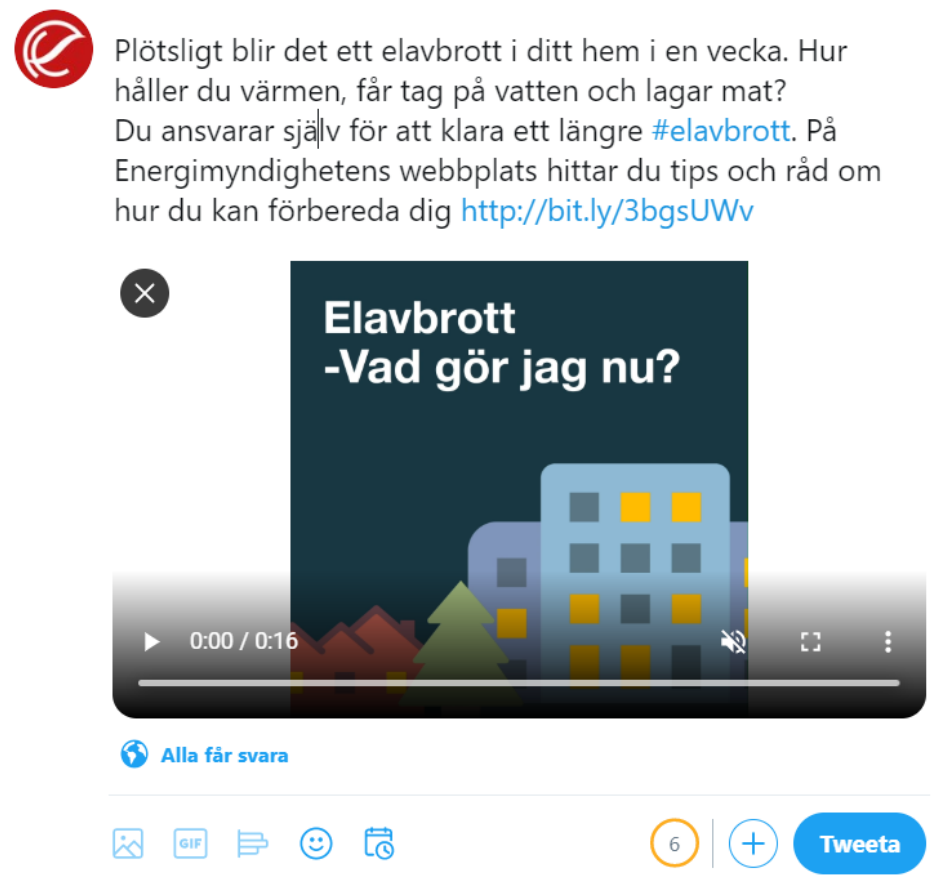 Plötsligt blir det ett elavbrott i ditt hem i en vecka. Hur
håller du värmen, får tag på vatten och lagar mat?
Du ansvarar själv för att klara ett längre #elavbrott. På
Energimyndighetens webbplats hittar du tips och råd om
hur du kan förbereda dig http://bit.ly/3bgsUWv
Elavbrott
-Vad gör jag nu?
0:00 / 0:16
Alla får svara
GIF
6
Tweeta